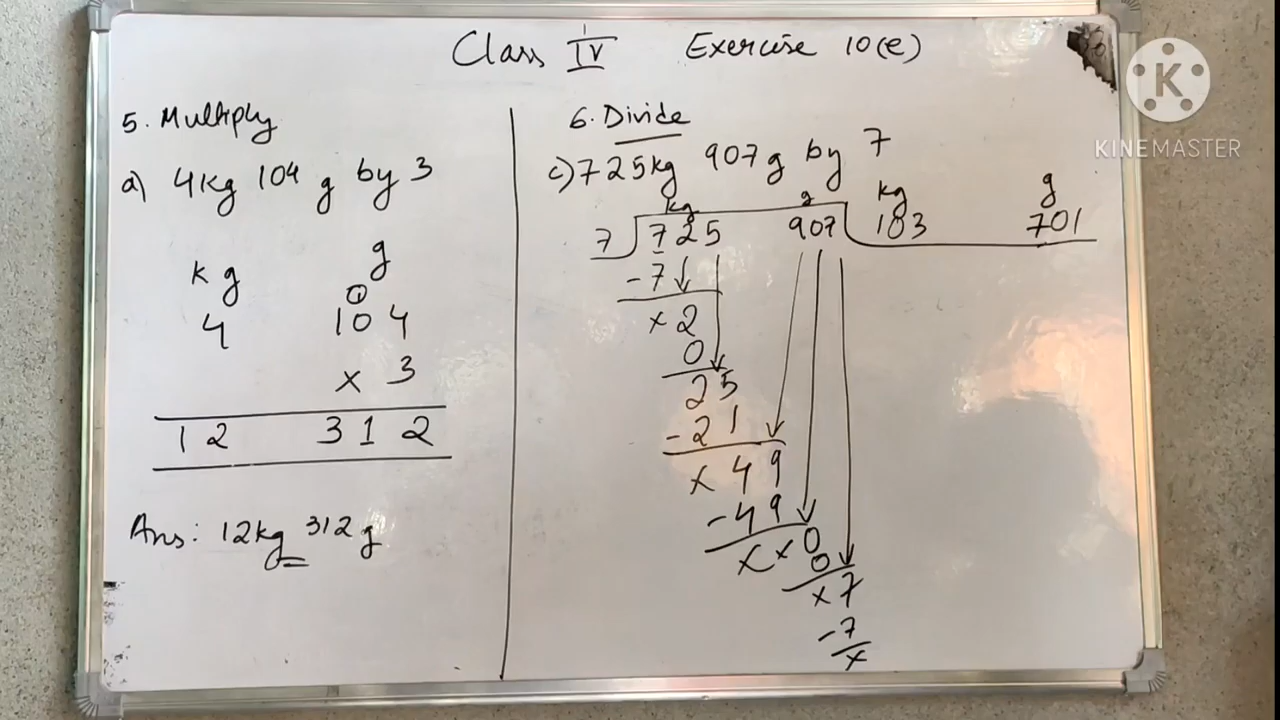 Class IV Exercise 10(e)
K
KINEMASTER
5. Multiply
a) 4kg 104 g by 3
kg g
1
4 104
x 3
12 312
Ans: 12kg 312 g
6. Divide
c) 725kg 907g by 7
kg g kg g
7 725 907 103 701
-7
x2
0
25
-21
x49
-49
xx0
0
x7
-7
x